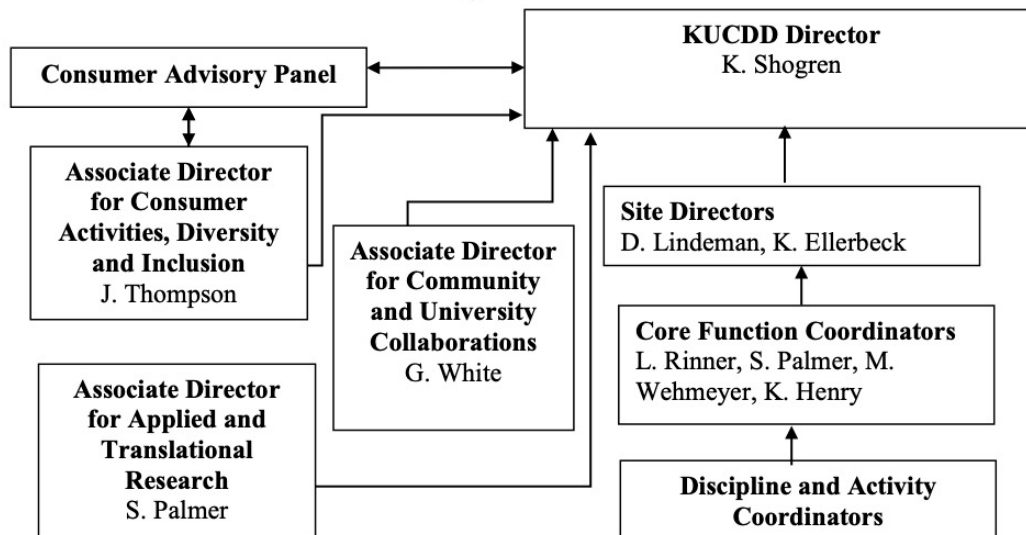 KUCDD Director
K. Shogren
Consumer Advisory Panel
Associate Director
for Consumer
Activities, Diversity
and Inclusion
J. Thompson
Associate Director
for Community
and University
Collaborations
G. White
Site Directors
D. Lindeman, K. Ellerbeck
Core Function Coordinators
L. Rinner, S. Palmer, M.
Wehmeyer, K. Henry
Associate Director
for Applied and
Translational
Research
S. Palmer
Discipline and Activity
Coordinators